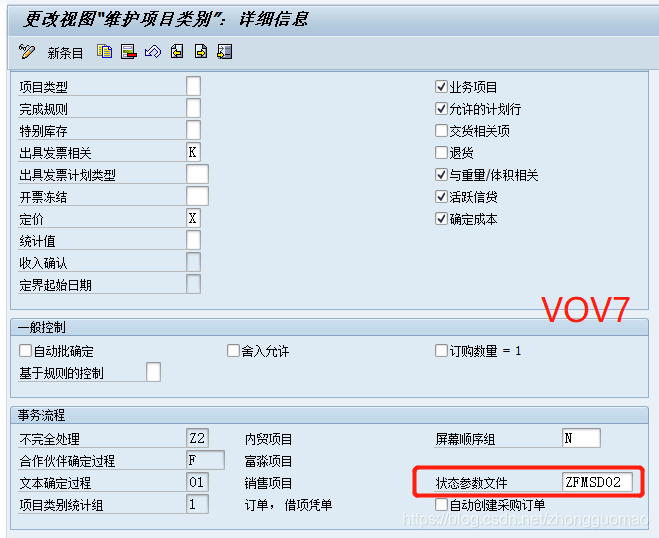 更改视图"维护项目类别": 详细信息
新条目
项目类型 业务项目
完成规则 允许的计划行
特别库存 交货相关项
出具发票相关 K 退货
出具发票计划类型 与重量/体积相关
开票冻结 活跃信贷
定价 X 确定成本
统计值
收入确认
定界起始日期
VOV7
一般控制
自动批确定 舍入允许 订购数量 = 1
基于规则的控制
事务流程
不完全处理 Z2 内贸项目 屏幕顺序组 N
合作伙伴确定过程 F 富淼项目
文本确定过程 01 销售项目 状态参数文件 ZFMSD02
项目类别统计组 1 订单, 借项凭单 自动创建采购订单
https://blog.csdn.net/zhongguomao